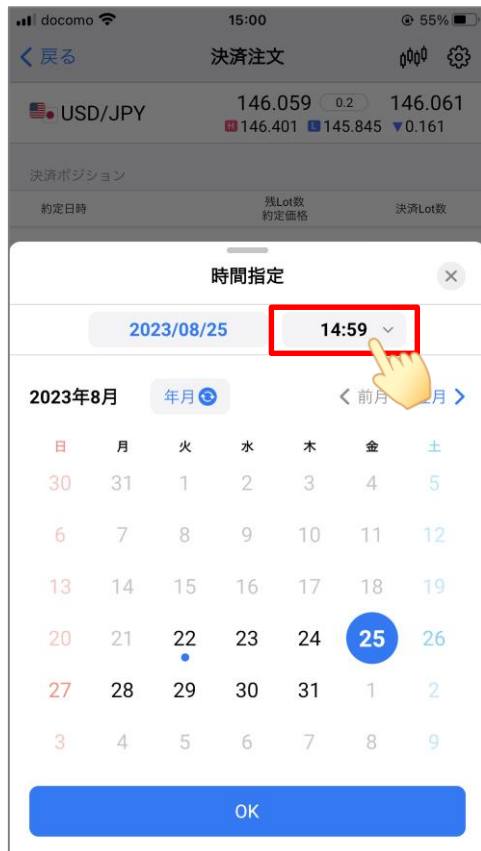 docomo 15:00 55%
戻る 決済注文
USD/JPY 146.059 0.2 146.061
H 146.401 L 145.845 ▼0.161
決済ポジション
約定日時 残Lot数 決済Lot数
約定価格
時間指定 ×
2023/08/25 14:59
2023年8月 年月 前月 月
日 月 火 水 木 金 土
30 31 1 2 3 4 5
6 7 8 9 10 11 12
13 14 15 16 17 18 19
20 21 22 23 24 25 26
27 28 29 30 31 1 2
3 4 5 6 7 8 9
OK